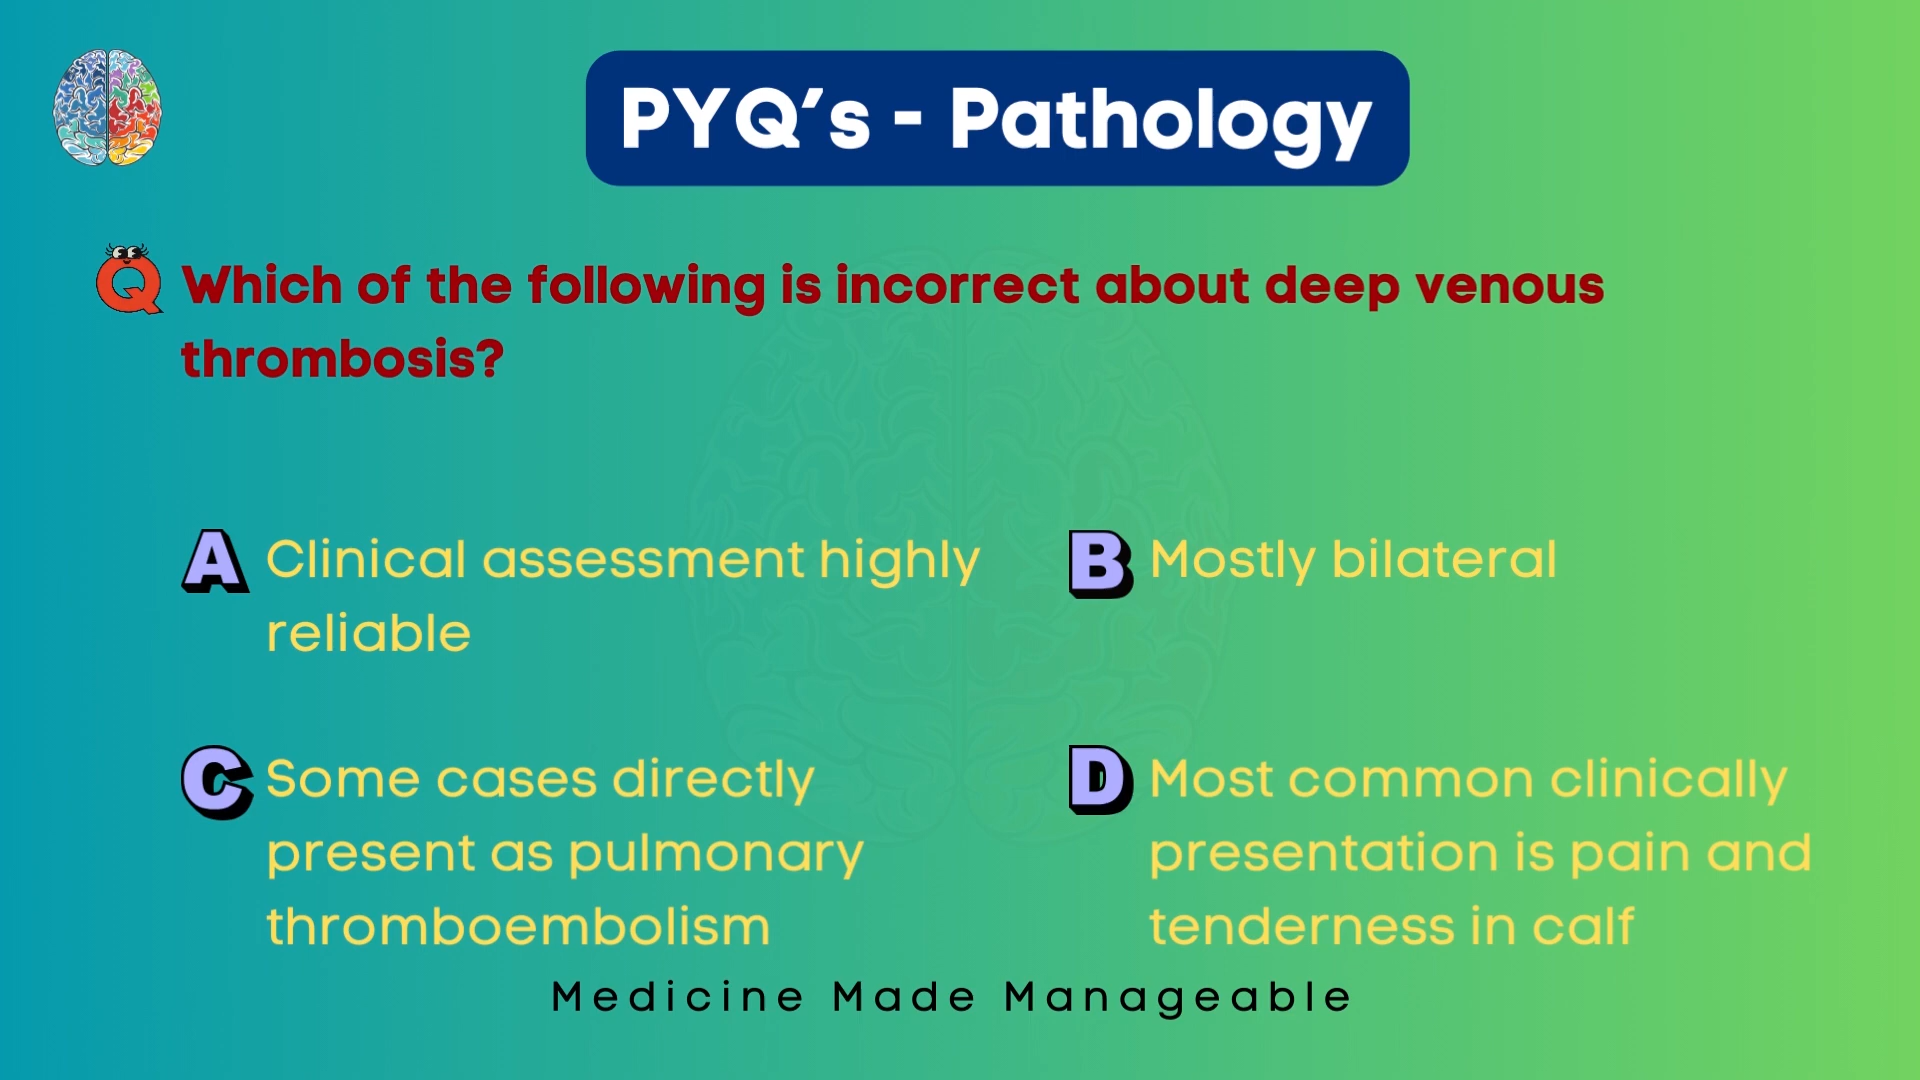 PYQ’s - Pathology
Q Which of the following is incorrect about deep venous
thrombosis?
A Clinical assessment highly
reliable
B Mostly bilateral
C Some cases directly
present as pulmonary
thromboembolism
D Most common clinically
presentation is pain and
tenderness in calf
Medicine Made Manageable